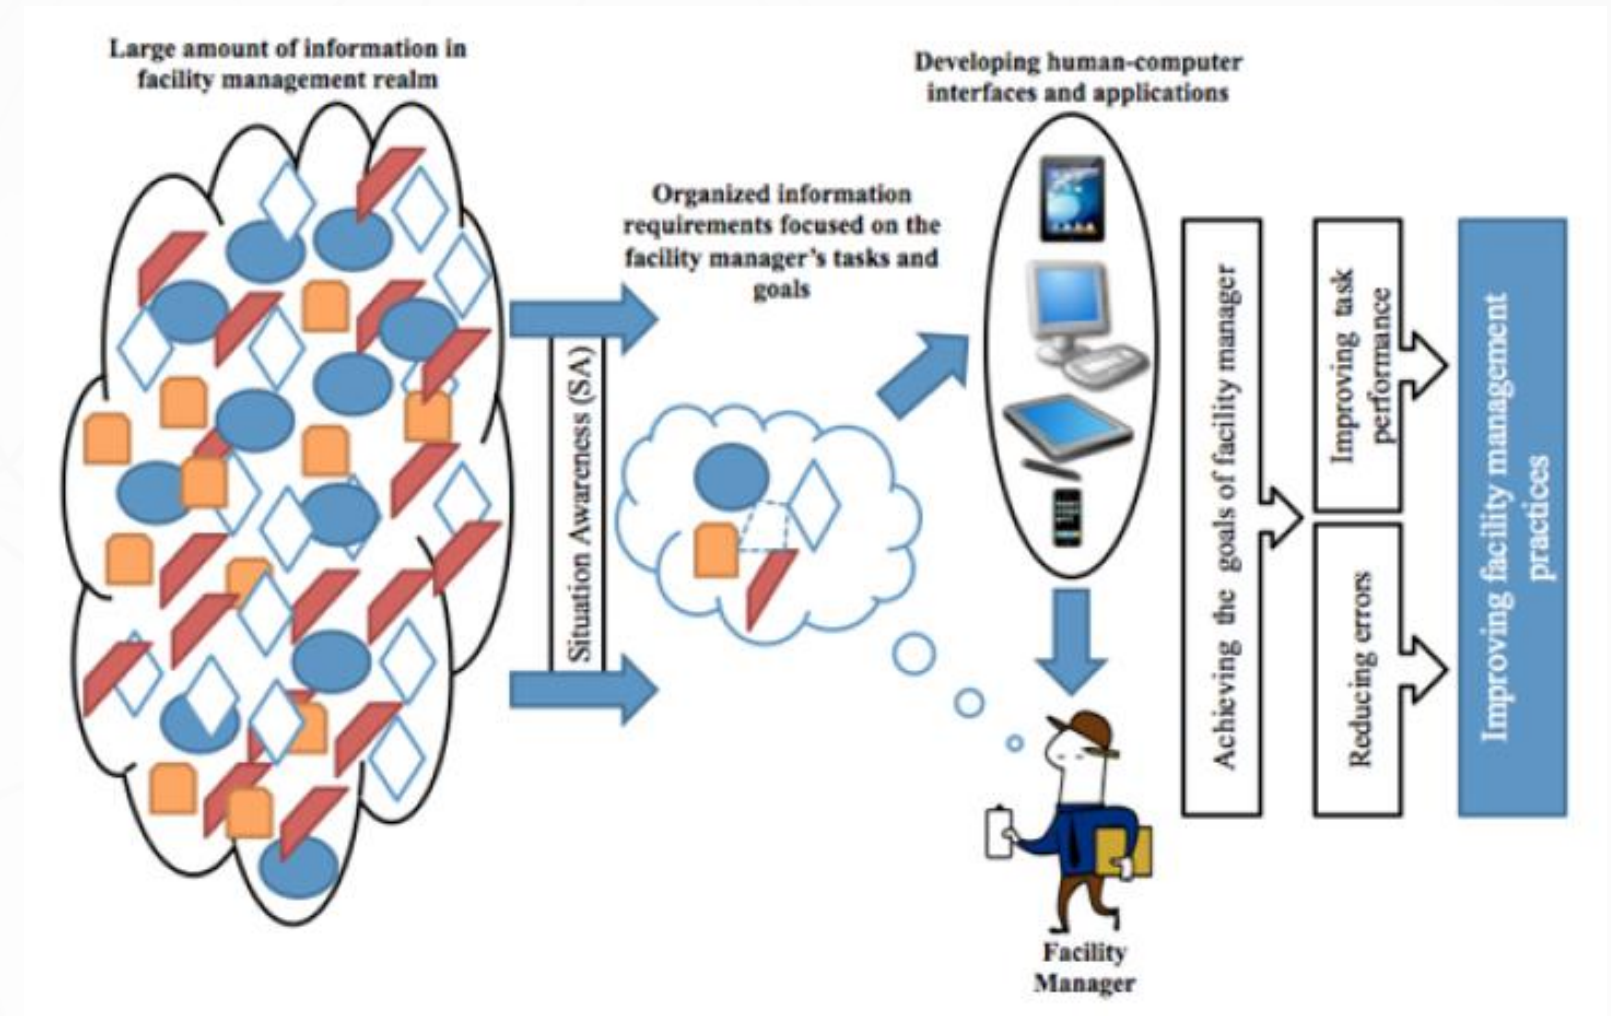 Large amount of information in
facility management realm
Developing human-computer
interfaces and applications
Organized information
requirements focused on the
facility manager's tasks and
goals
Situation Awareness (SA)
Achieving the goals of facility manager
Improving task
performance
Reducing errors
Improving facility management
practices
Facility
Manager